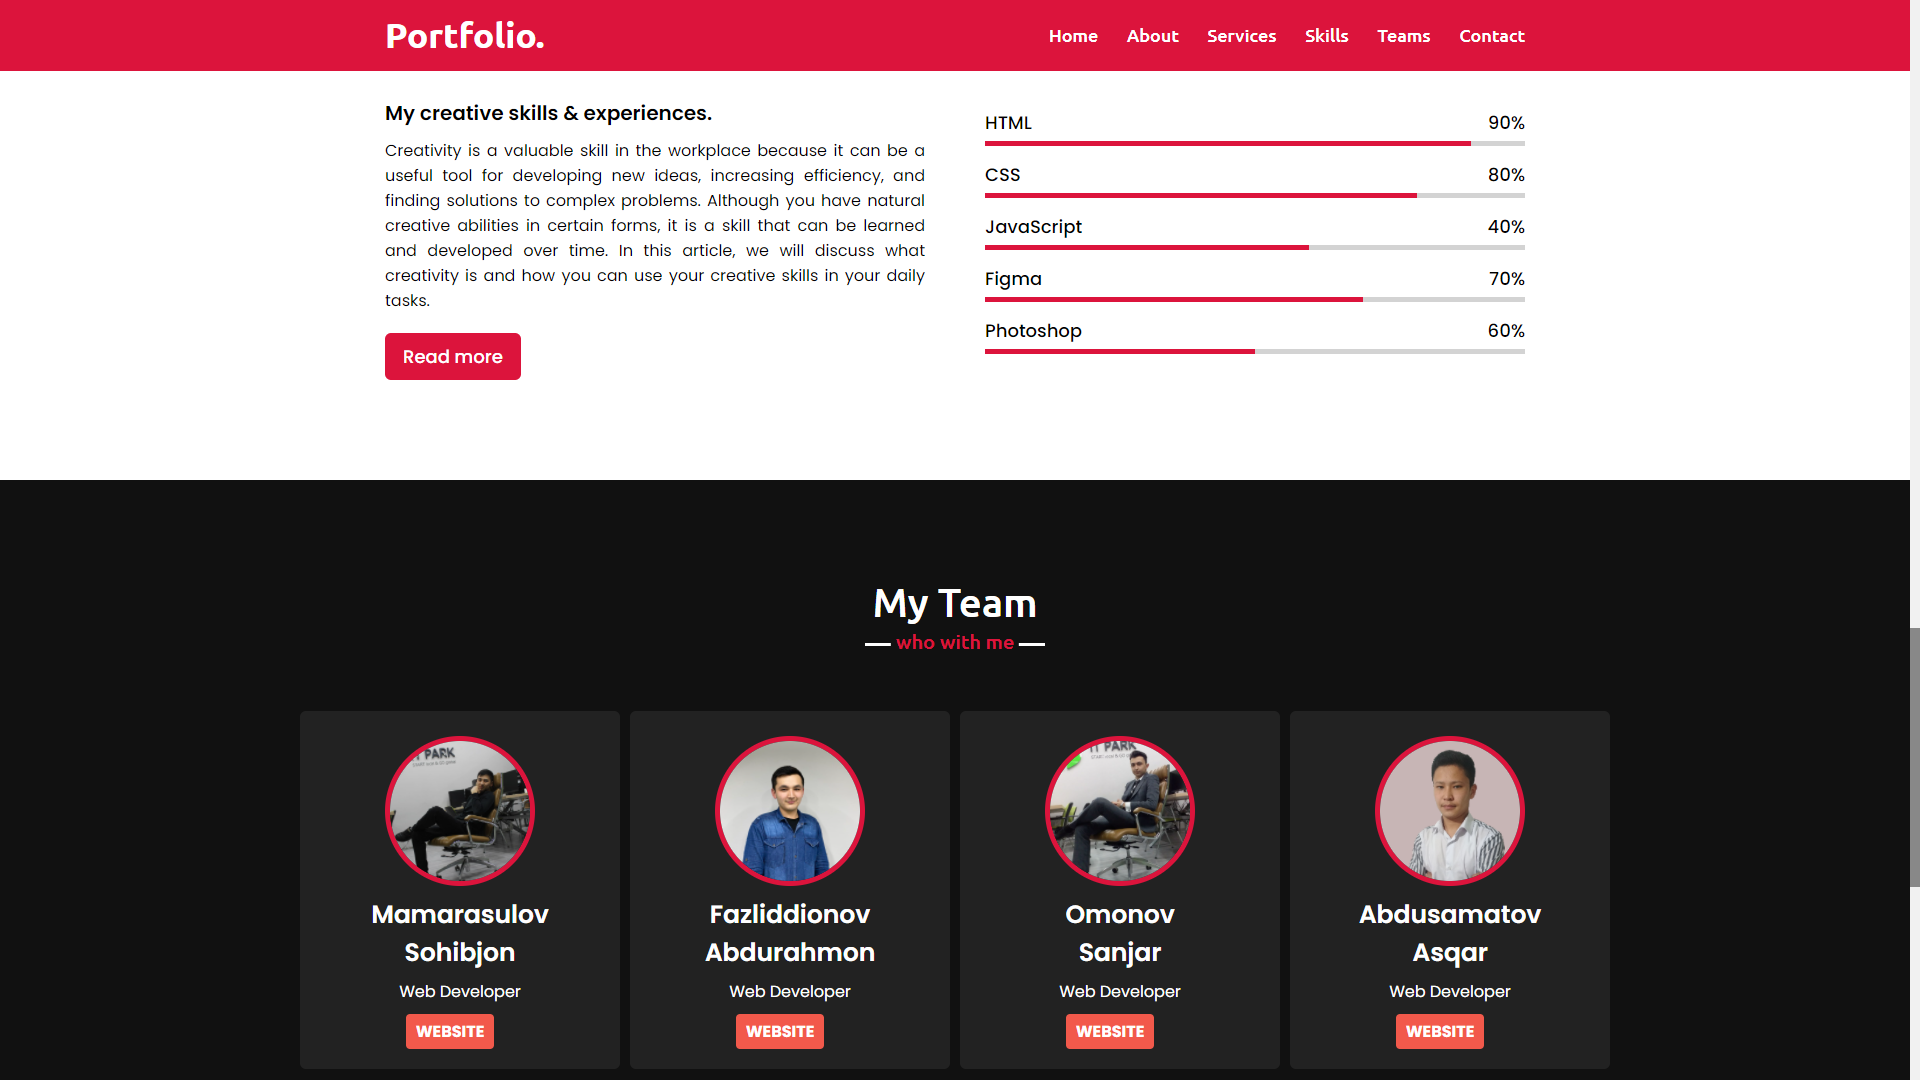 Portfolio.
Home About Services Skills Teams Contact
My creative skills & experiences.
Creativity is a valuable skill in the workplace because it can be a
useful tool for developing new ideas, increasing efficiency, and
finding solutions to complex problems. Although you have natural
creative abilities in certain forms, it is a skill that can be learned
and developed over time. In this article, we will discuss what
creativity is and how you can use your creative skills in your daily
tasks.
Read more
HTML 90%
CSS 80%
JavaScript 40%
Figma 70%
Photoshop 60%
My Team
who with me
PARK
Mamarasulov
Sohibjon
Web Developer
WEBSITE
Fazliddionov
Abdurahmon
Web Developer
WEBSITE
IT PARK
Omonov
Sanjar
Web Developer
WEBSITE
Abdusamatov
Asqar
Web Developer
WEBSITE